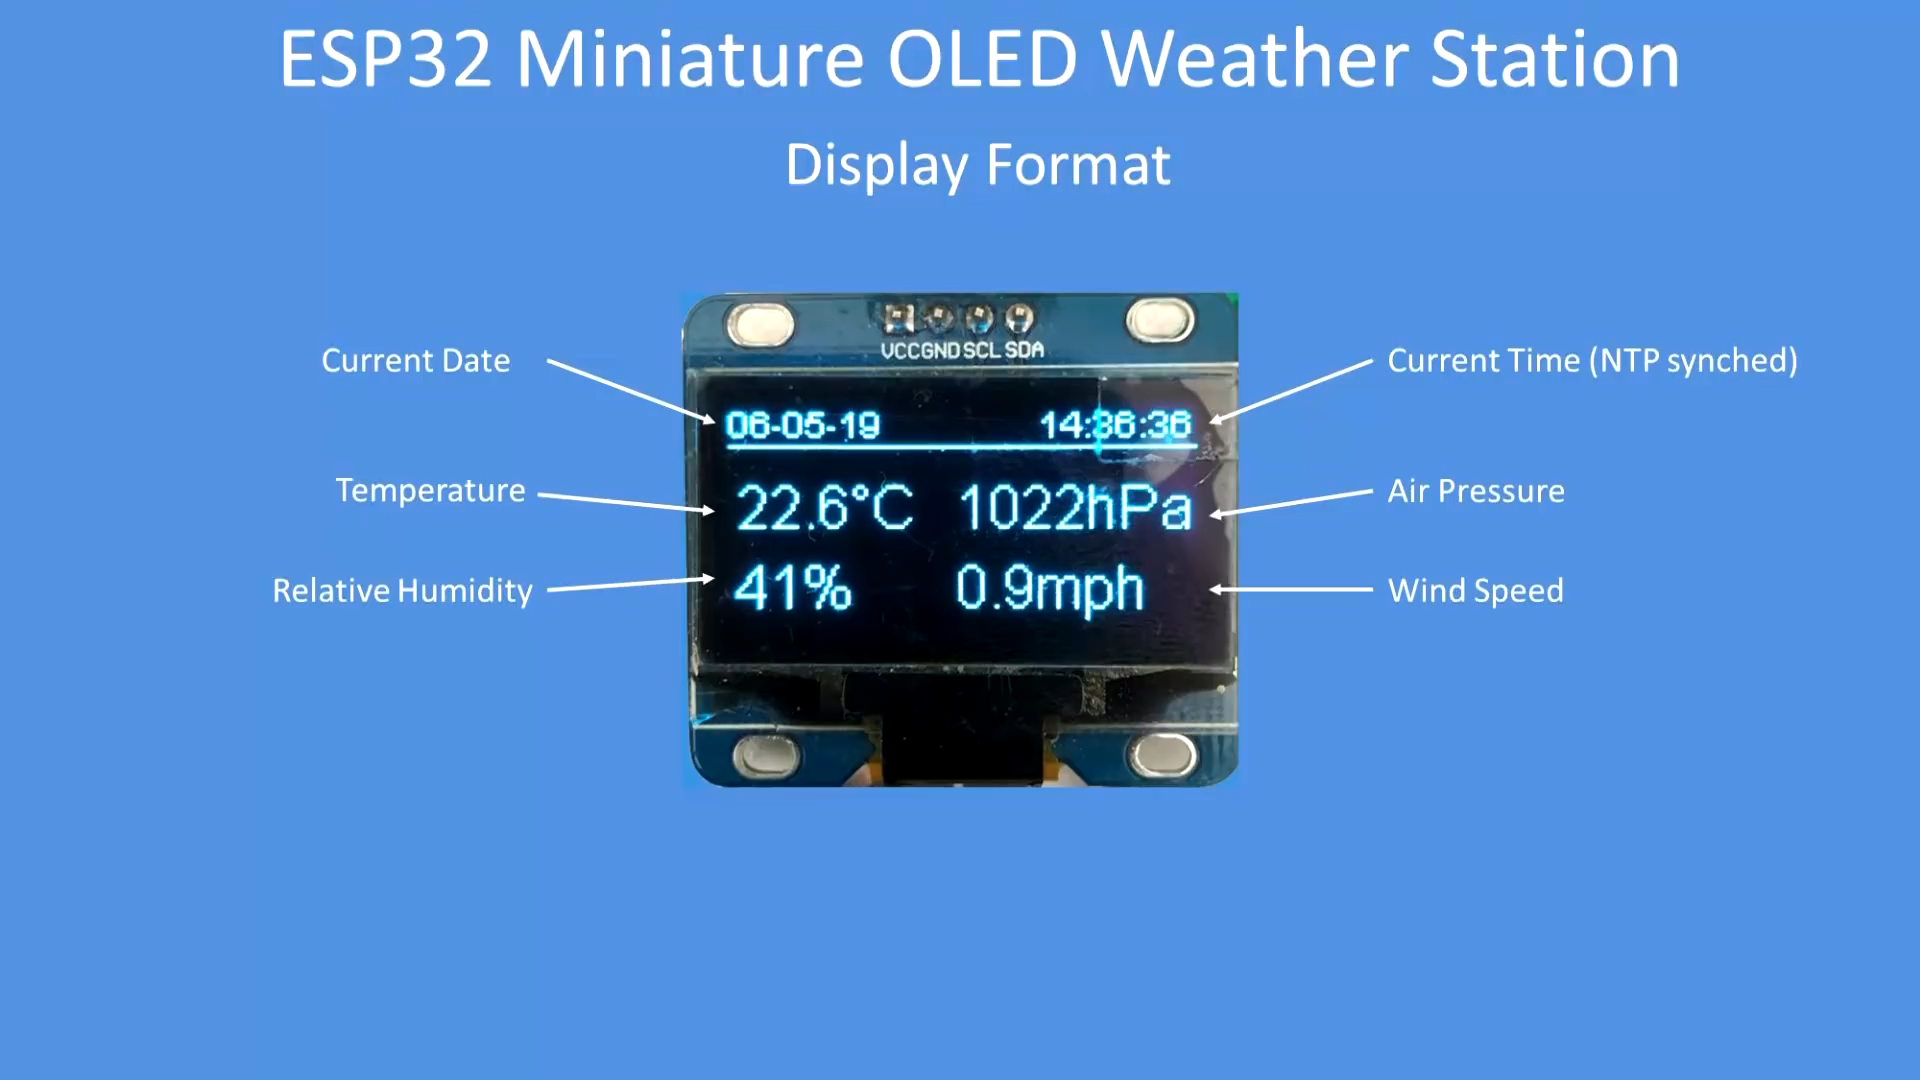 ESP32 Miniature OLED Weather Station
Display Format
VCC GND SCL SDA
Current Date
Current Time (NTP synched)
06-05-19 14:36:36
Temperature
22.6°C 1022hPa
Air Pressure
Relative Humidity
41% 0.9mph
Wind Speed